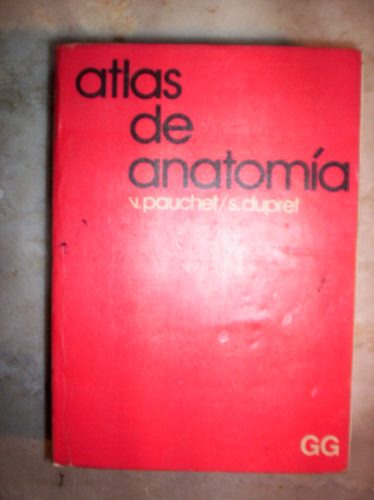 atlas
de
anatomía
v.pauchet/s.dupret
GG